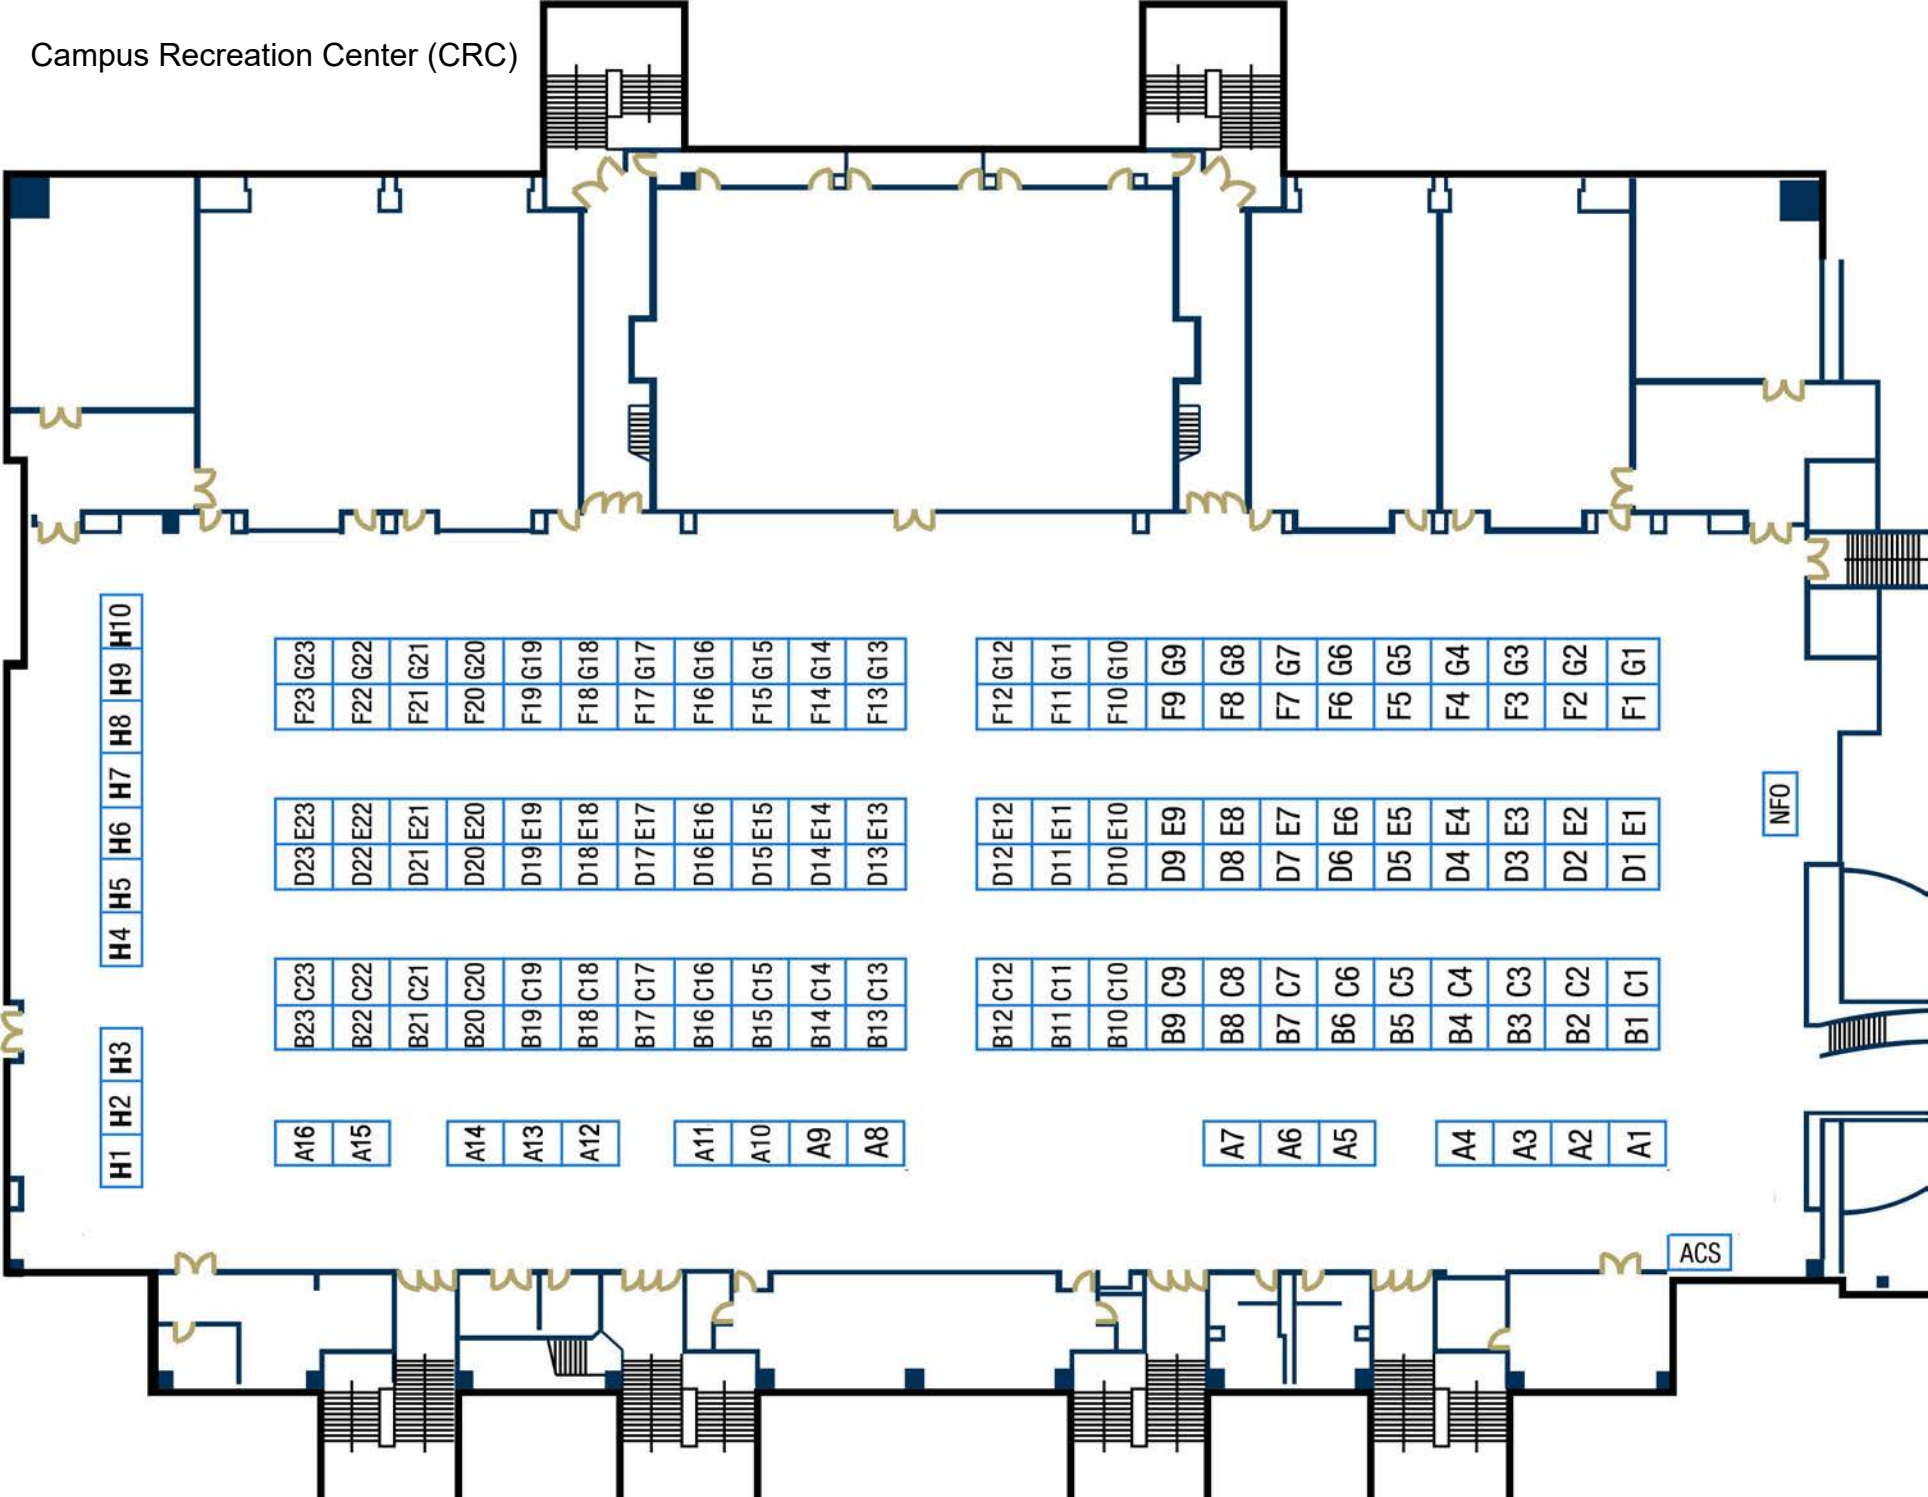 Campus Recreation Center (CRC)
H10
H9
H8
H7
H6
H5
H4
H3
H2
H1
G23 G22 G21 G20 G19 G18 G17 G16 G15 G14 G13 G12 G11 G10 G9 G8 G7 G6 G5 G4 G3 G2 G1
F23 F22 F21 F20 F19 F18 F17 F16 F15 F14 F13 F12 F11 F10 F9 F8 F7 F6 F5 F4 F3 F2 F1
E23 E22 E21 E20 E19 E18 E17 E16 E15 E14 E13 E12 E11 E10 E9 E8 E7 E6 E5 E4 E3 E2 E1
D23 D22 D21 D20 D19 D18 D17 D16 D15 D14 D13 D12 D11 D10 D9 D8 D7 D6 D5 D4 D3 D2 D1
C23 C22 C21 C20 C19 C18 C17 C16 C15 C14 C13 C12 C11 C10 C9 C8 C7 C6 C5 C4 C3 C2 C1
B23 B22 B21 B20 B19 B18 B17 B16 B15 B14 B13 B12 B11 B10 B9 B8 B7 B6 B5 B4 B3 B2 B1
A16 A15 A14 A13 A12 A11 A10 A9 A8 A7 A6 A5 A4 A3 A2 A1
NFO
ACS